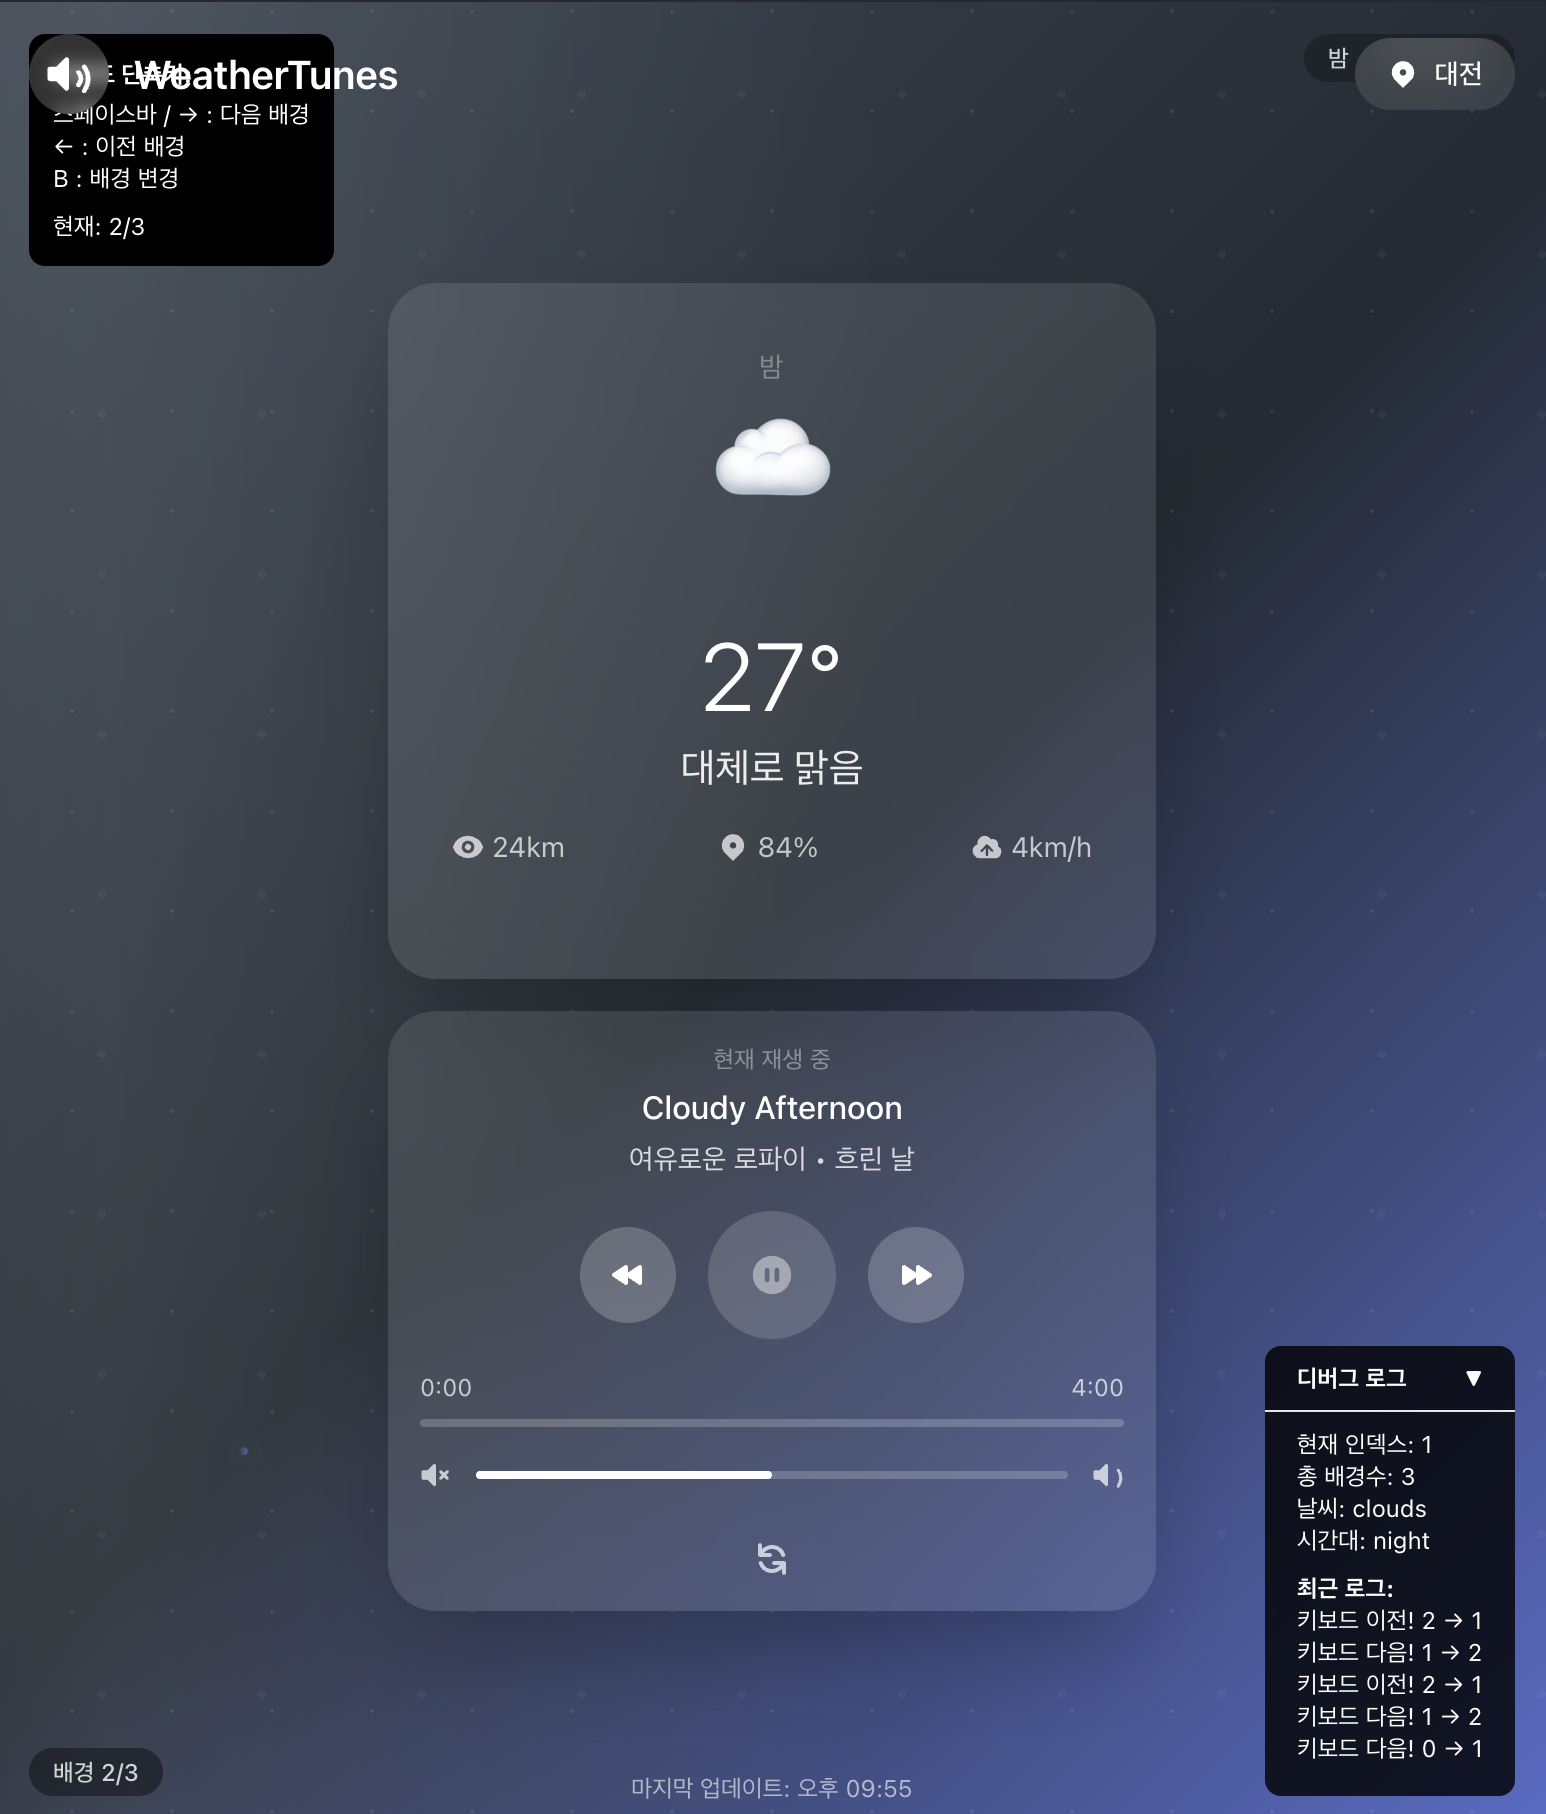 WeatherTunes
밤
대전
스페이스바 / → : 다음 배경
← : 이전 배경
B : 배경 변경
현재: 2/3
밤
27°
대체로 맑음
24km
84%
4km/h
현재 재생 중
Cloudy Afternoon
여유로운 로파이 • 흐린 날
0:00
4:00
디버그 로그 ▼
현재 인덱스: 1
총 배경수: 3
날씨: clouds
시간대: night
최근 로그:
키보드 이전! 2 → 1
키보드 다음! 1 → 2
키보드 이전! 2 → 1
키보드 다음! 1 → 2
키보드 다음! 0 → 1
배경 2/3
마지막 업데이트: 오후 09:55